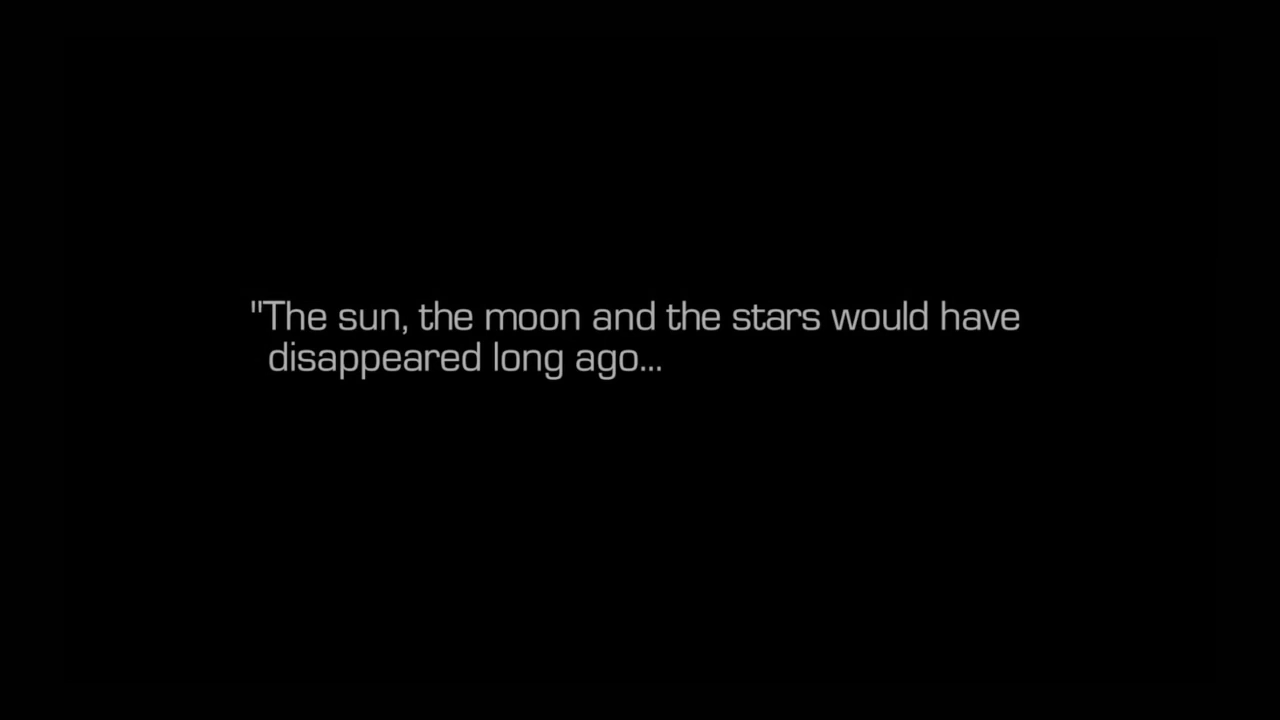 "The sun, the moon and the stars would have
disappeared long ago...